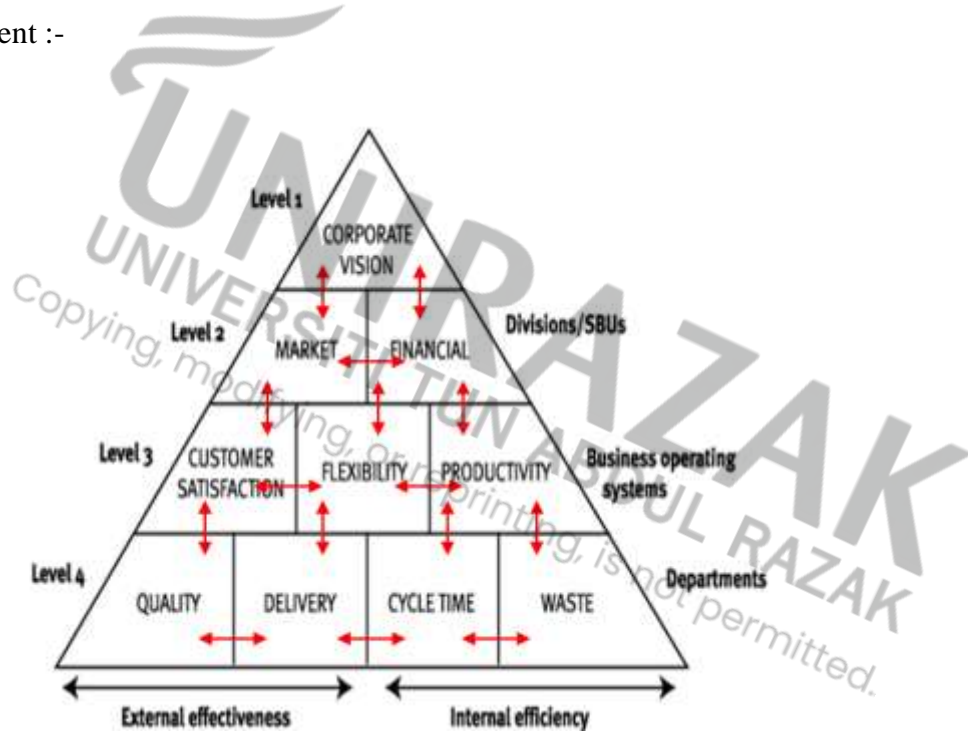 ent :-
UNIRAZAK
UNIVERSITI TUN ABDUL RAZAK
Copying, modifying, or reprinting, is not permitted.
Level 1
CORPORATE
VISION
Level 2
MARKET
FINANCIAL
Divisions/SBUs
Level 3
CUSTOMER
SATISFACTION
FLEXIBILITY
PRODUCTIVITY
Business operating
systems
Level 4
QUALITY
DELIVERY
CYCLE TIME
WASTE
Departments
External effectiveness
Internal efficiency